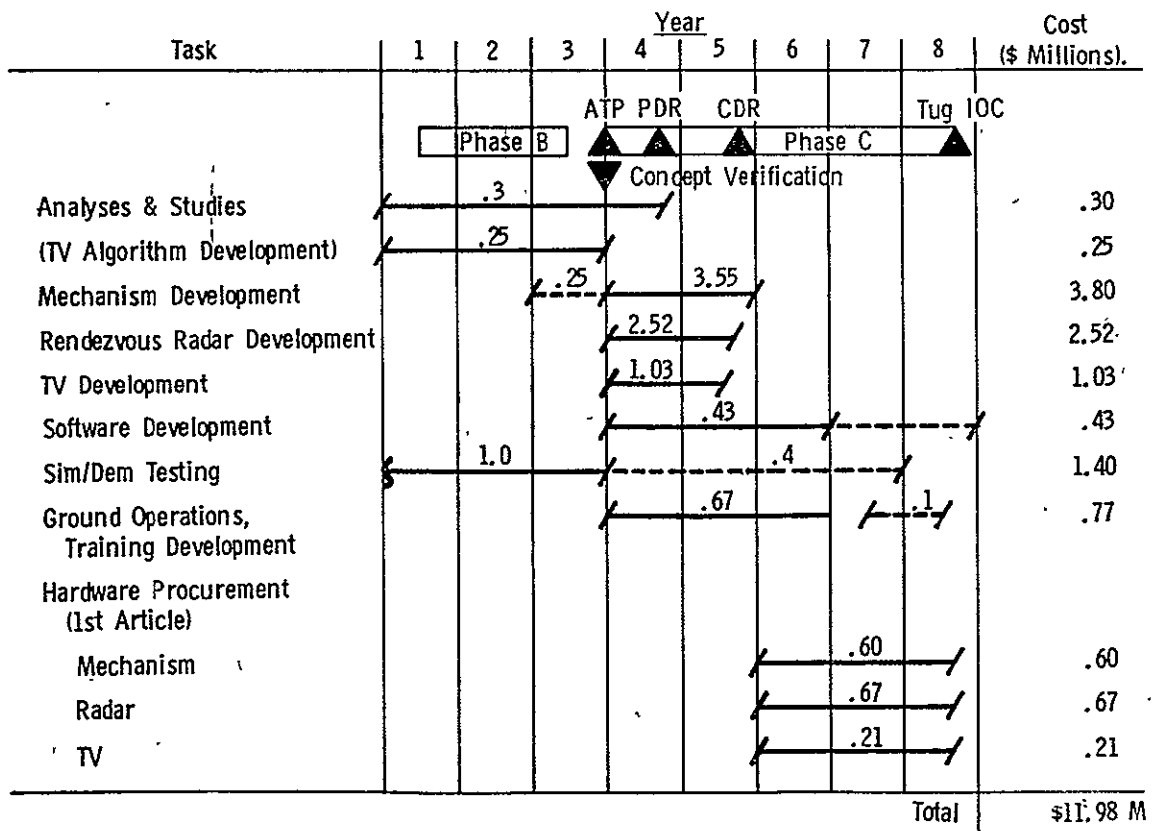 Year
Task 1 2 3 4 5 6 7 8 Cost ($ Millions).
ATP PDR CDR Tug IOC
Phase B Phase C
Concept Verification
Analyses & Studies .3 .30
(TV Algorithm Development) .25 .25
Mechanism Development .25 3.55 3.80
Rendezvous Radar Development 2.52 2.52
TV Development 1.03 1.03
Software Development .43 .43
Sim/Dem Testing 1.0 .4 1.40
Ground Operations, .67 .1 .77
Training Development
Hardware Procurement
(1st Article)
Mechanism .60 .60
Radar .67 .67
TV .21 .21
Total $11.98 M